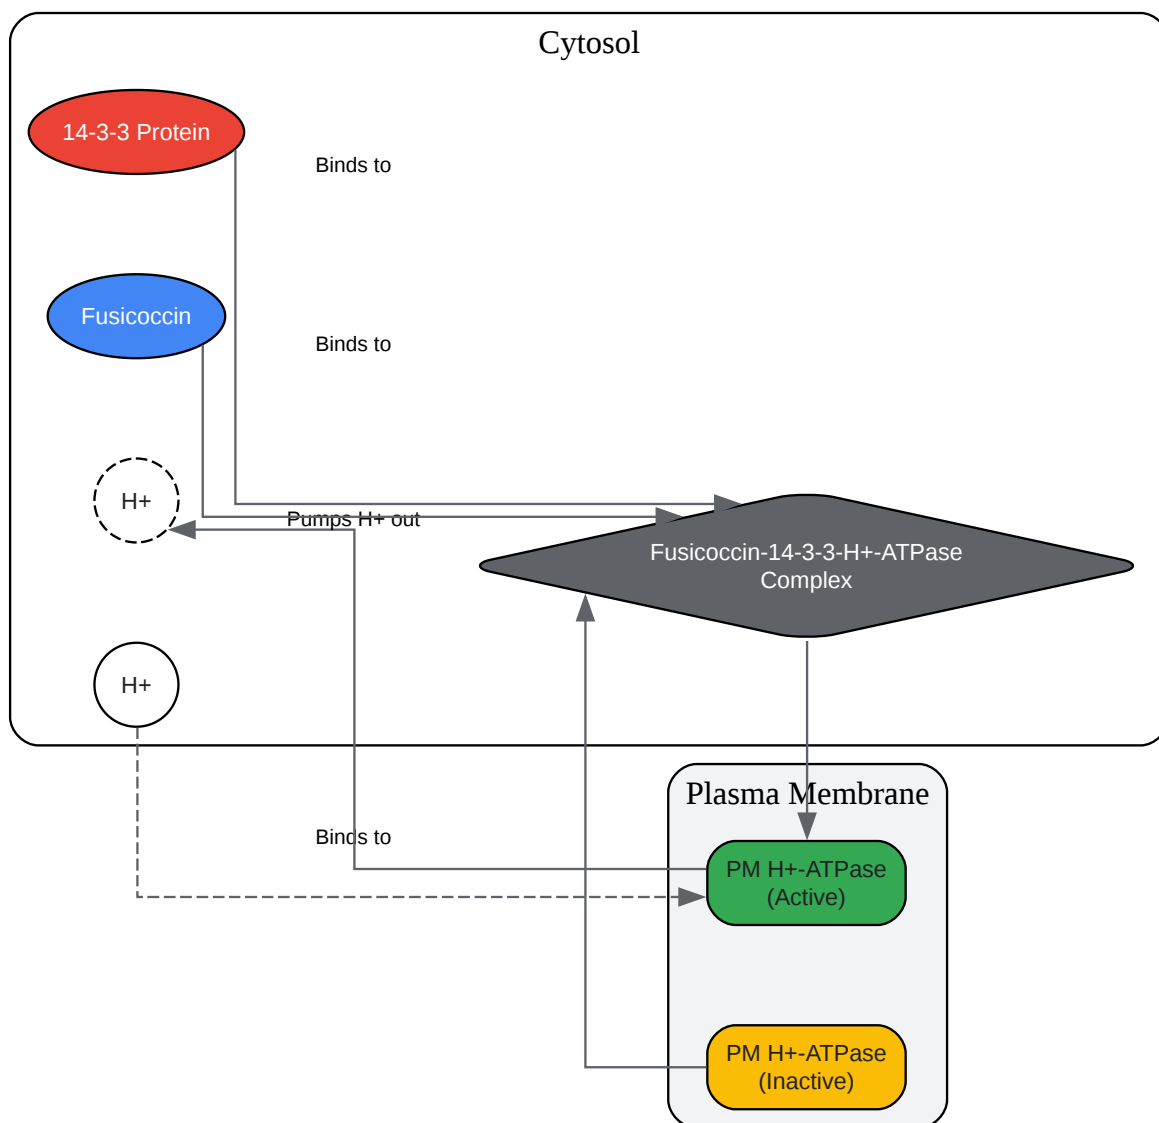 Cytosol
14-3-3 Protein
Binds to
Fusicoccin
Binds to
H+
Pumps H+ out
Fusicoccin-14-3-3-H+-ATPase
Complex
H+
Plasma Membrane
Binds to
PM H+-ATPase
(Active)
PM H+-ATPase
(Inactive)